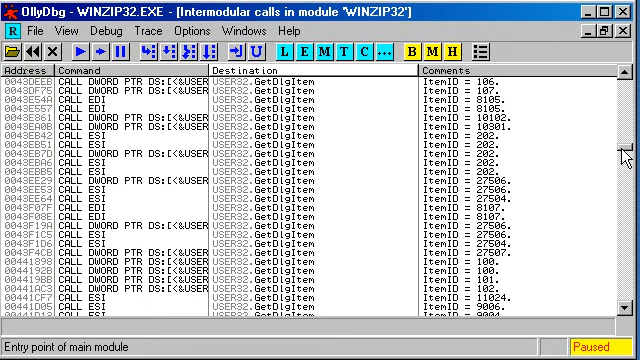 OllyDbg - WINZIP32.EXE - [Intermodular calls in module 'WINZIP32']
R File View Debug Trace Options Windows Help
L E M T C ... B M H
Address Command Destination Comments
0043DEEB CALL DWORD PTR DS:[<&USER USER32.GetDlgItem ItemID = 106.
0043DF75 CALL DWORD PTR DS:[<&USER USER32.GetDlgItem ItemID = 107.
0043E54A CALL EDI USER32.GetDlgItem ItemID = 8105.
0043E557 CALL EDI USER32.GetDlgItem ItemID = 8105.
0043E861 CALL DWORD PTR DS:[<&USER USER32.GetDlgItem ItemID = 10102.
0043EA0B CALL DWORD PTR DS:[<&USER USER32.GetDlgItem ItemID = 10301.
0043EB42 CALL ESI USER32.GetDlgItem ItemID = 202.
0043EB51 CALL ESI USER32.GetDlgItem ItemID = 202.
0043EB7D CALL DWORD PTR DS:[<&USER USER32.GetDlgItem ItemID = 202.
0043EBA6 CALL ESI USER32.GetDlgItem ItemID = 202.
0043EBB5 CALL ESI USER32.GetDlgItem ItemID = 202.
0043EE29 CALL DWORD PTR DS:[<&USER USER32.GetDlgItem ItemID = 27506.
0043EE53 CALL ESI USER32.GetDlgItem ItemID = 27505.
0043EE64 CALL ESI USER32.GetDlgItem ItemID = 27504.
0043F07F CALL EDI USER32.GetDlgItem ItemID = 8107.
0043F08E CALL EDI USER32.GetDlgItem ItemID = 8107.
0043F19A CALL DWORD PTR DS:[<&USER USER32.GetDlgItem ItemID = 27506.
0043F1C5 CALL ESI USER32.GetDlgItem ItemID = 27506.
0043F1D6 CALL ESI USER32.GetDlgItem ItemID = 27504.
0043F4CB CALL DWORD PTR DS:[<&USER USER32.GetDlgItem ItemID = 27507.
00441898 CALL DWORD PTR DS:[<&USER USER32.GetDlgItem ItemID = 100.
0044192B CALL DWORD PTR DS:[<&USER USER32.GetDlgItem ItemID = 100.
004419BB CALL DWORD PTR DS:[<&USER USER32.GetDlgItem ItemID = 101.
00441AC3 CALL DWORD PTR DS:[<&USER USER32.GetDlgItem ItemID = 102.
00441CF7 CALL ESI USER32.GetDlgItem ItemID = 11024.
00441D05 CALL ESI USER32.GetDlgItem ItemID = 9006.
00441D13 CALL ESI USER32.GetDlgItem ItemID = 9004.
Entry point of main module Paused